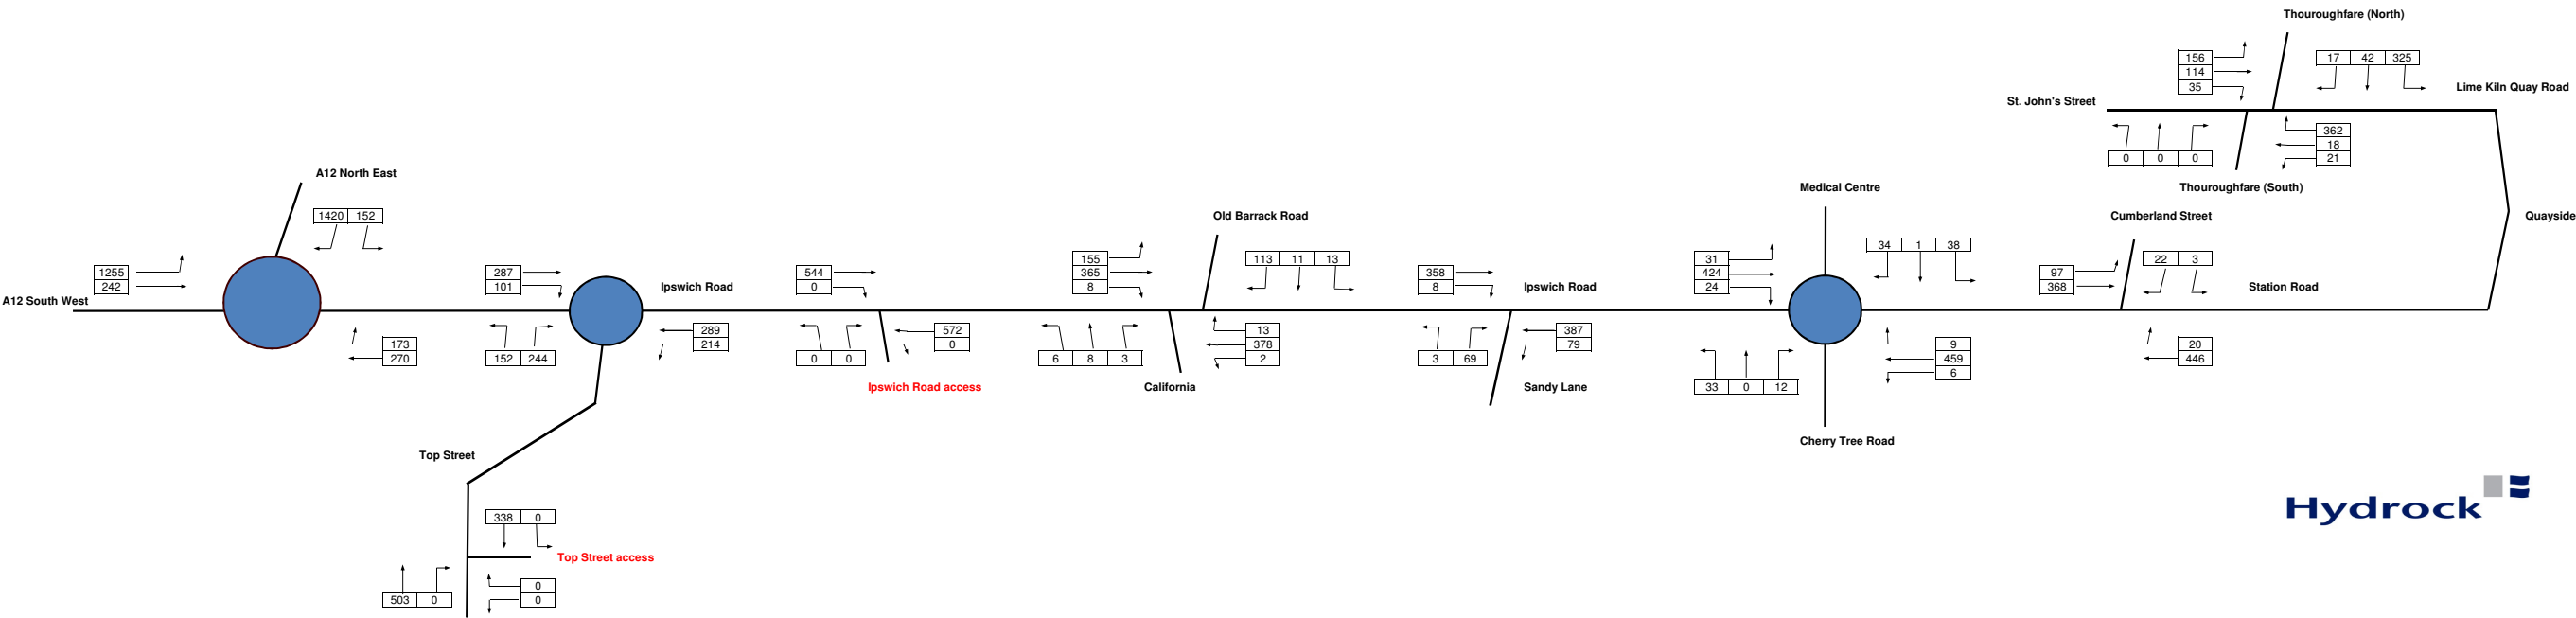 Thouroughfare (North)
156
114
35
17 42 325
Lime Kiln Quay Road
St. John's Street
362
18
21
0 0 0
Thouroughfare (South)
A12 North East
1420 152
1255
242
A12 South West
173
270
287
101
152 244
Ipswich Road
289
214
544
0
0 0
572
0
Ipswich Road access
Old Barrack Road
155
365
8
113 11 13
6 8 3
13
378
2
California
358
8
Ipswich Road
3 69
387
79
Sandy Lane
Medical Centre
31
424
24
34 1 38
33 0 12
9
459
6
Cherry Tree Road
Cumberland Street
97
368
22 3
Station Road
20
446
Quayside
Top Street
338 0
Top Street access
503 0
0
0
Hydrock